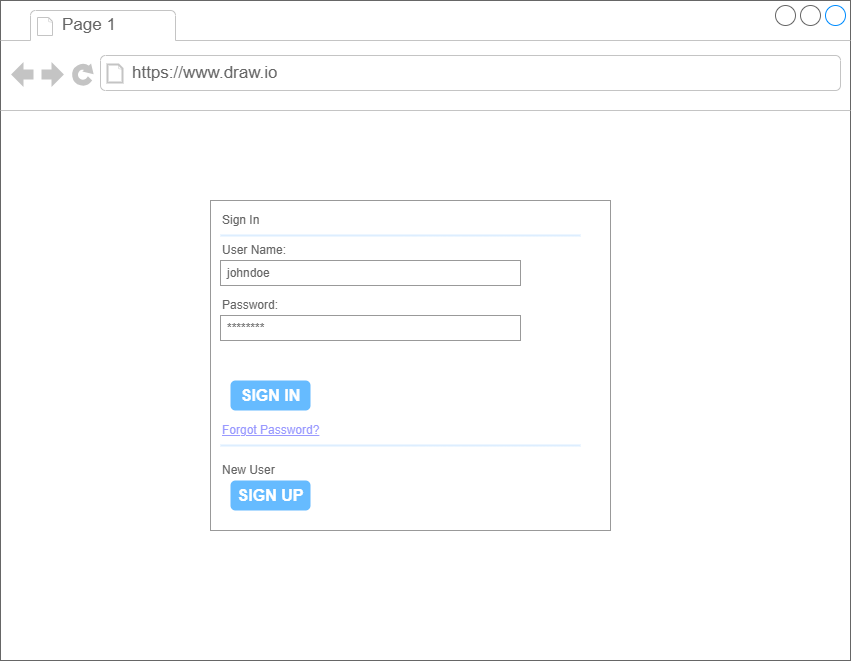 Page 1
https://www.draw.io
Sign In
User Name:
johndoe
Password:
********
SIGN IN
Forgot Password?
New User
SIGN UP